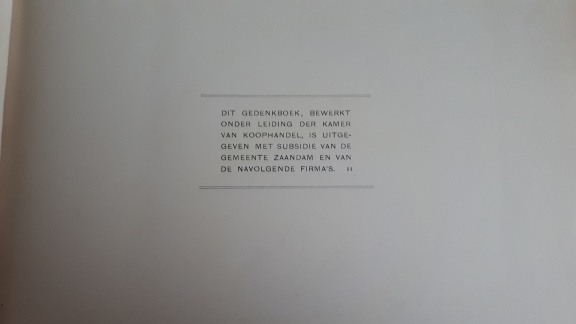 DIT GEDENKBOEK, BEWERKT
ONDER LEIDING DER KAMER
VAN KOOPHANDEL, IS UITGE-
GEVEN MET SUBSIDIE VAN DE
GEMEENTE ZAANDAM EN VAN
DE NAVOLGENDE FIRMA'S. II